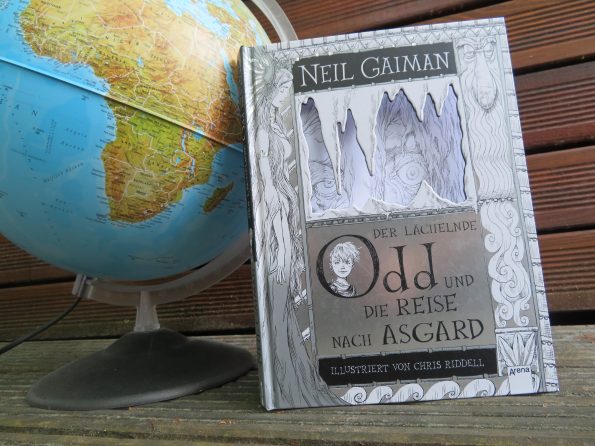 NEIL GAIMAN
DER LÄCHELNDE
Odd UND
DIE REISE
NACH ASGARD
ILLUSTRIERT VON CHRIS RIDDELL
Arena